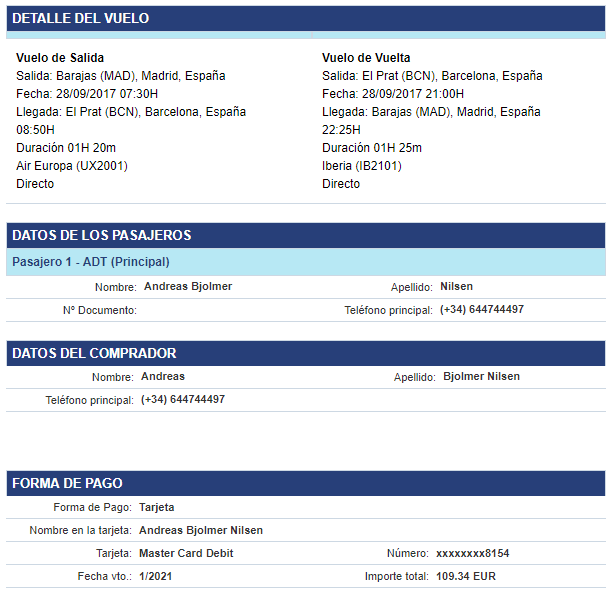 DETALLE DEL VUELO
Vuelo de Salida
Salida: Barajas (MAD), Madrid, España
Fecha: 28/09/2017 07:30H
Llegada: El Prat (BCN), Barcelona, España
08:50H
Duración 01H 20m
Air Europa (UX2001)
Directo
Vuelo de Vuelta
Salida: El Prat (BCN), Barcelona, España
Fecha: 28/09/2017 21:00H
Llegada: Barajas (MAD), Madrid, España
22:25H
Duración 01H 25m
Iberia (IB2101)
Directo
DATOS DE LOS PASAJEROS
Pasajero 1 - ADT (Principal)
Nombre: Andreas Bjolmer Apellido: Nilsen
Nº Documento: Teléfono principal: (+34) 644744497
DATOS DEL COMPRADOR
Nombre: Andreas Apellido: Bjolmer Nilsen
Teléfono principal: (+34) 644744497
FORMA DE PAGO
Forma de Pago: Tarjeta
Nombre en la tarjeta: Andreas Bjolmer Nilsen
Tarjeta: Master Card Debit Número: xxxxxxxx8154
Fecha vto.: 1/2021 Importe total: 109.34 EUR